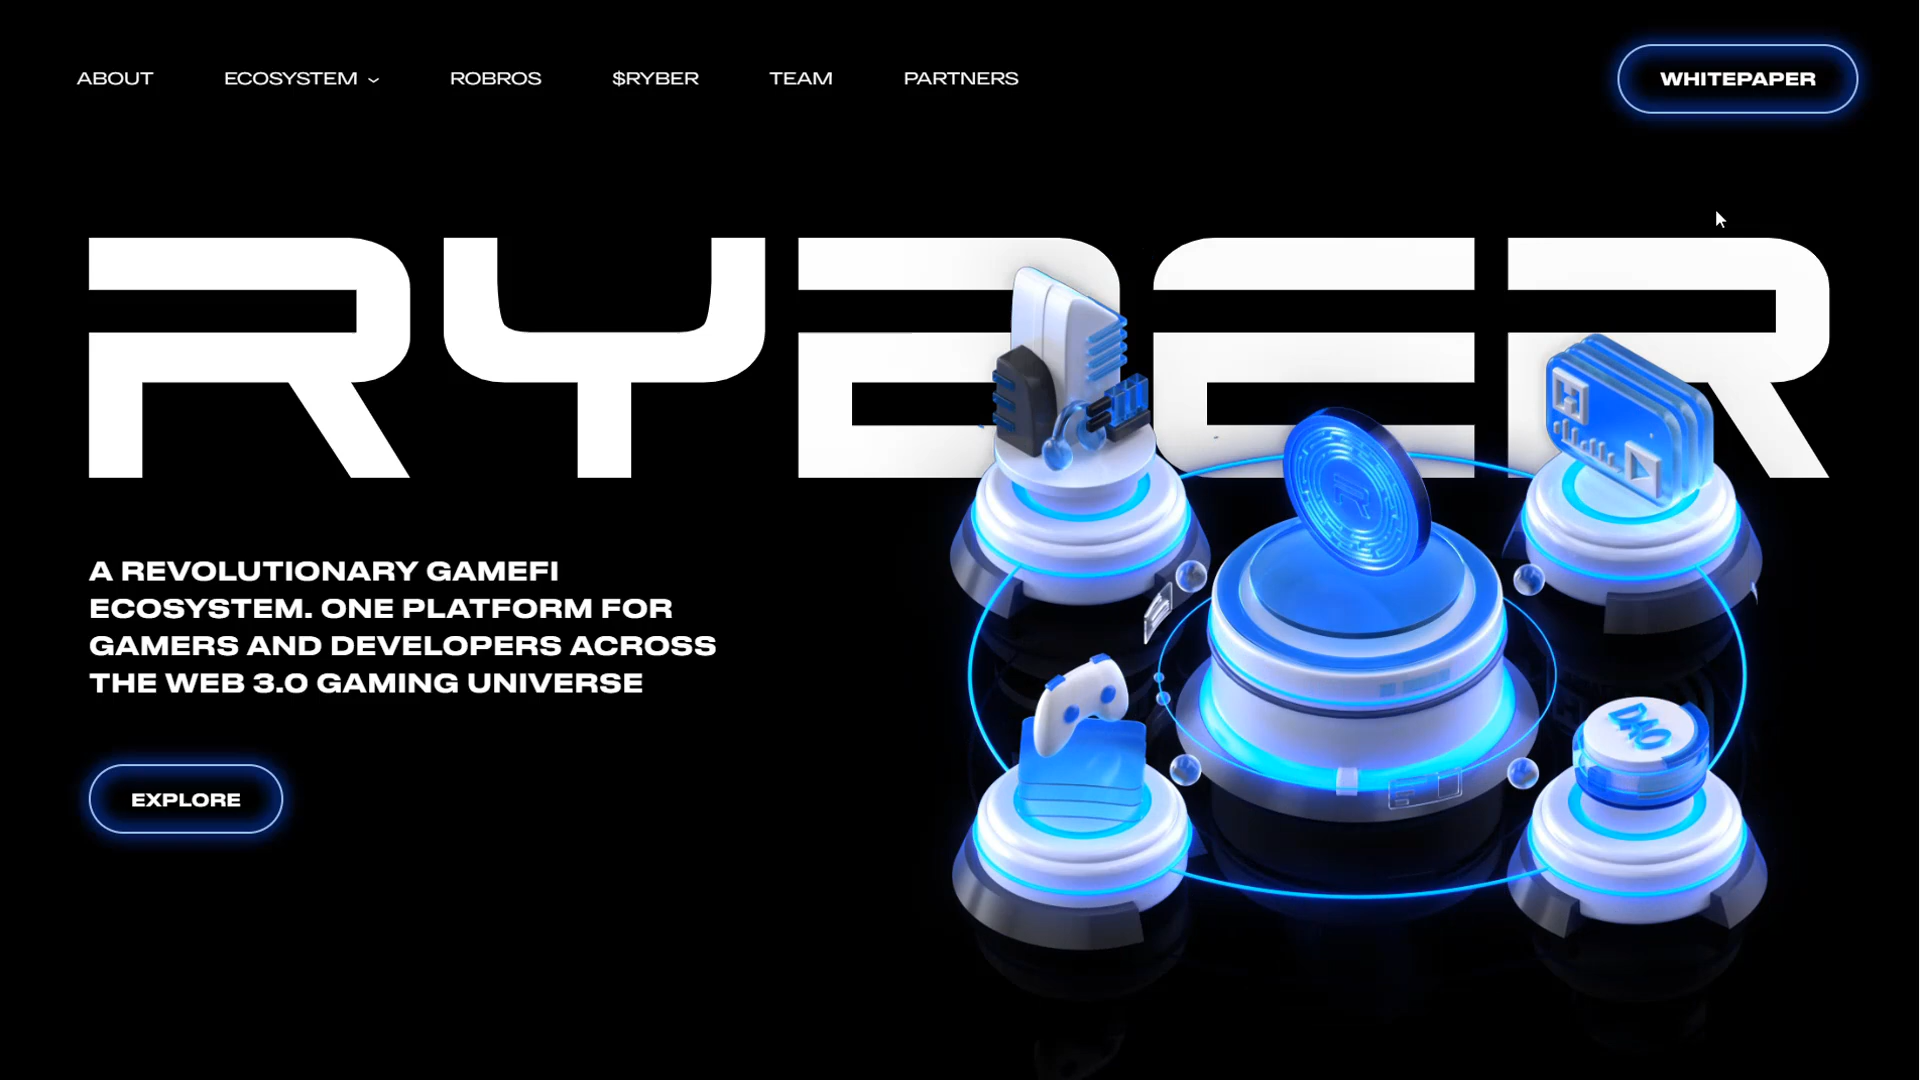 ABOUT ECOSYSTEM ROBROS $RYBER TEAM PARTNERS WHITEPAPER
RYBER
A REVOLUTIONARY GAMEFI
ECOSYSTEM. ONE PLATFORM FOR
GAMERS AND DEVELOPERS ACROSS
THE WEB 3.0 GAMING UNIVERSE
DAO
EXPLORE